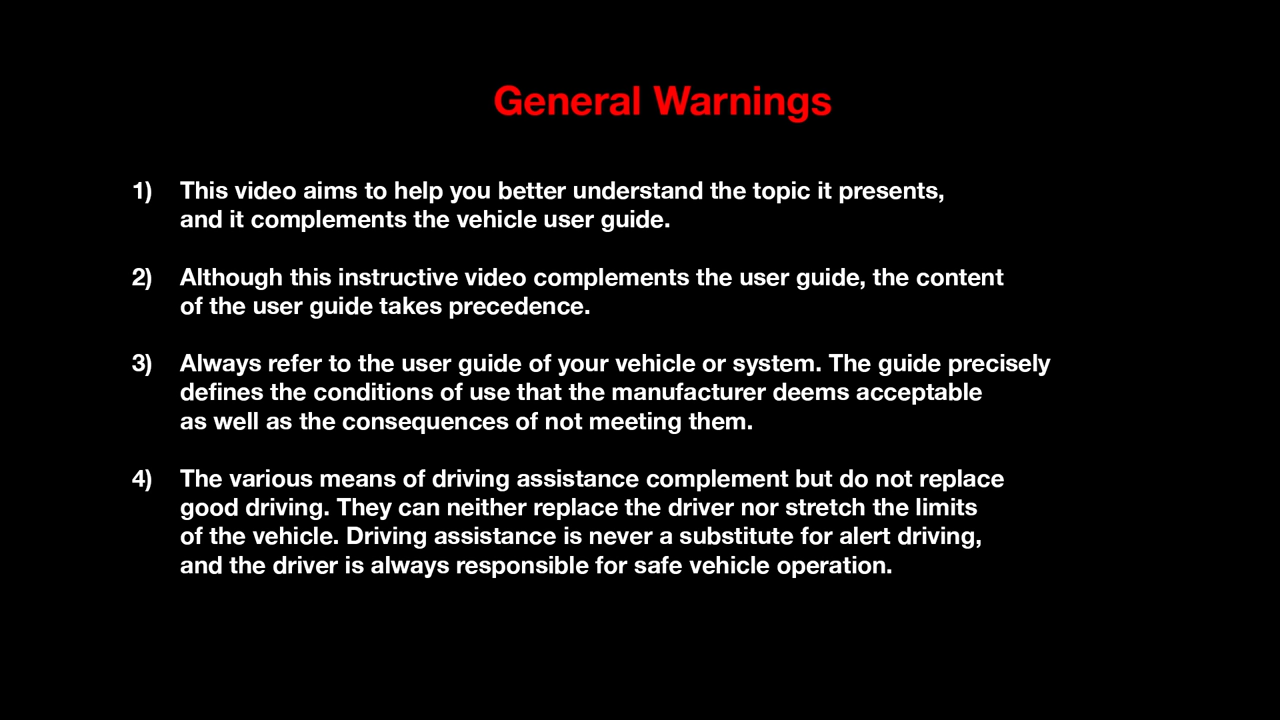 General Warnings
1) This video aims to help you better understand the topic it presents,
and it complements the vehicle user guide.
2) Although this instructive video complements the user guide, the content
of the user guide takes precedence.
3) Always refer to the user guide of your vehicle or system. The guide precisely
defines the conditions of use that the manufacturer deems acceptable
as well as the consequences of not meeting them.
4) The various means of driving assistance complement but do not replace
good driving. They can neither replace the driver nor stretch the limits
of the vehicle. Driving assistance is never a substitute for alert driving,
and the driver is always responsible for safe vehicle operation.